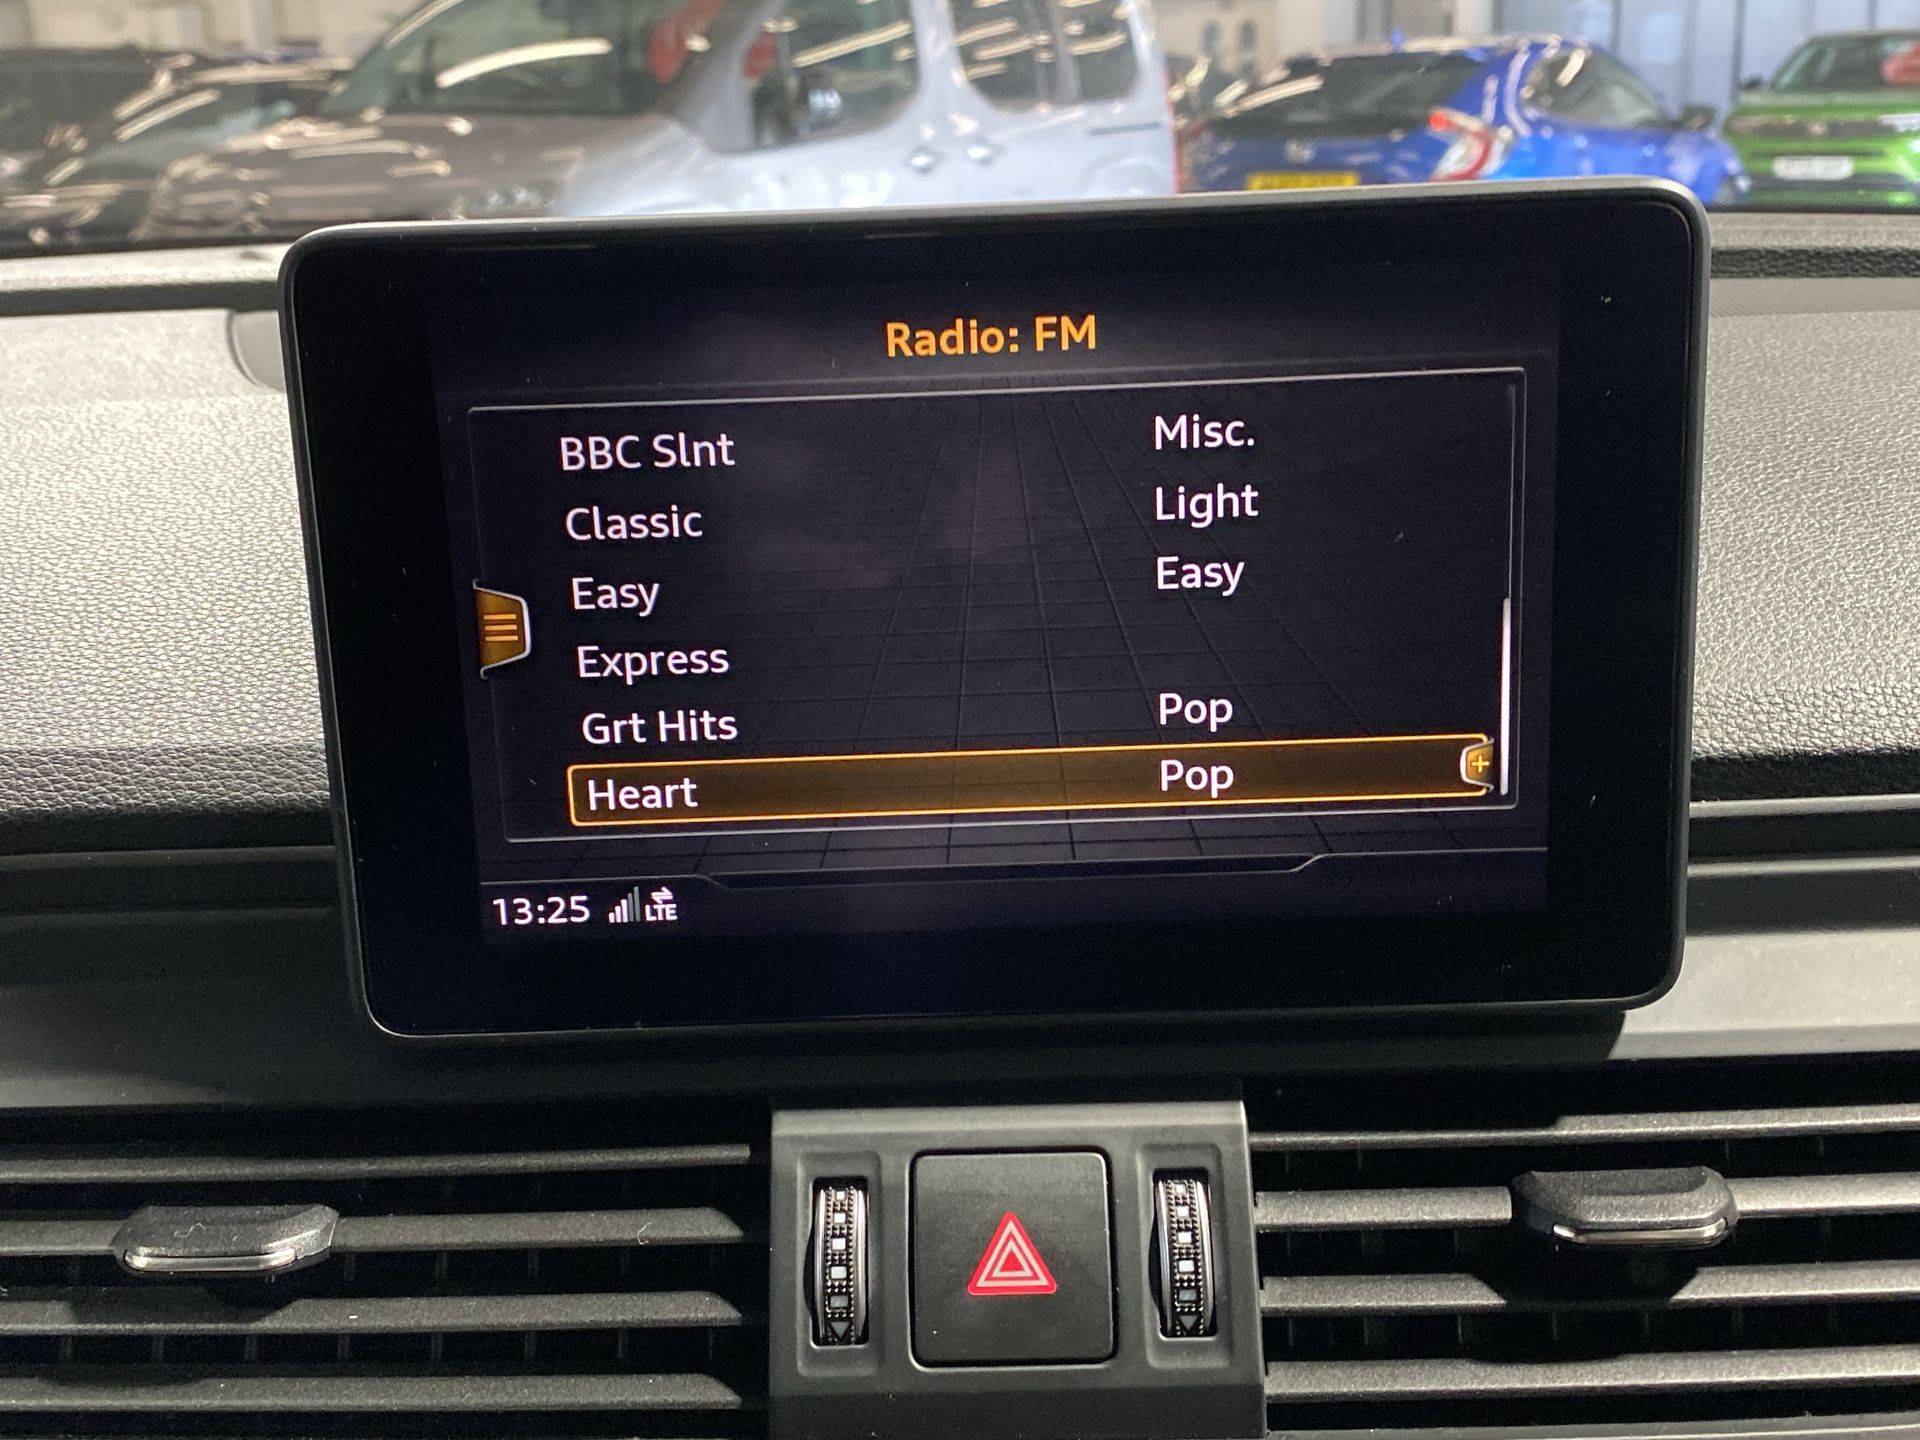 Radio: FM
BBC Slnt Misc.
Classic Light
Easy Easy
Express
Grt Hits Pop
Heart Pop
13:25 LTE